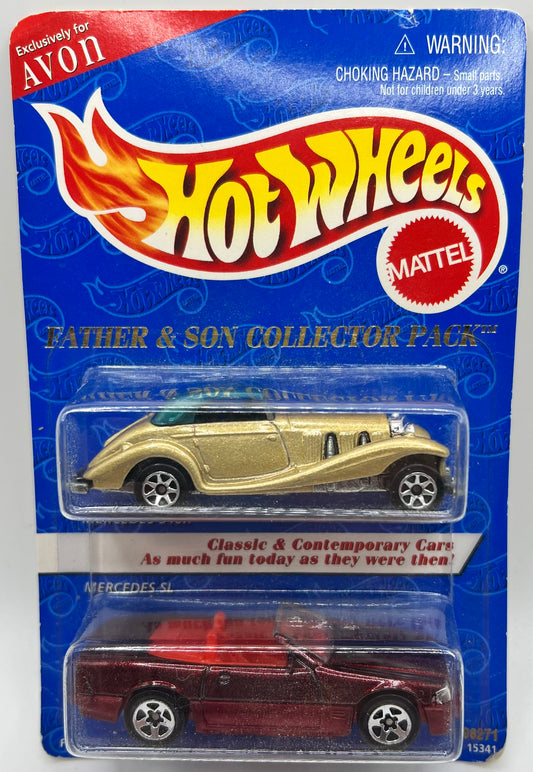 Exclusively for
AVON
⚠ WARNING:
CHOKING HAZARD – Small parts.
Not for children under 3 years.
HOT WHEELS
MATTEL
®
FATHER & SON COLLECTOR PACK™
Classic & Contemporary Cars
As much fun today as they were then!
MERCEDES SL
15341